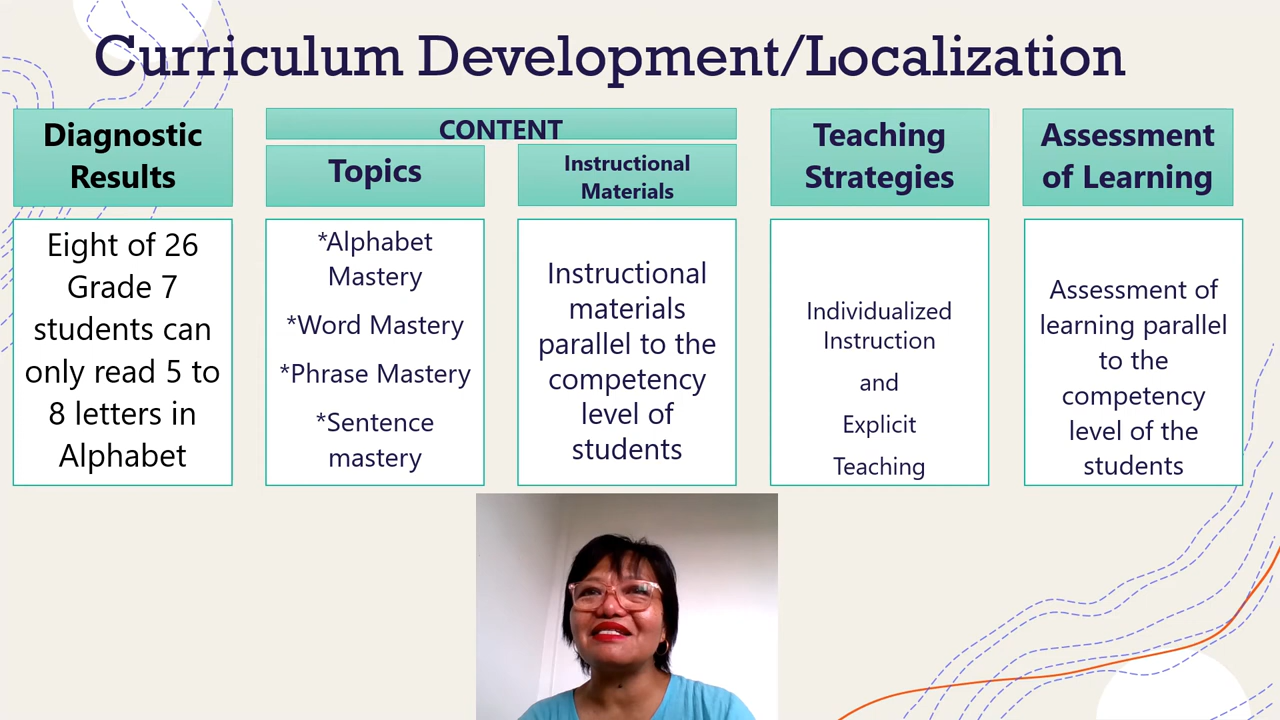 Curriculum Development/Localization
Diagnostic
Results
CONTENT
Topics
Instructional
Materials
Teaching
Strategies
Assessment
of Learning
Eight of 26
Grade 7
students can
only read 5 to
8 letters in
Alphabet
*Alphabet
Mastery
*Word Mastery
*Phrase Mastery
*Sentence
mastery
Instructional
materials
parallel to the
competency
level of
students
Individualized
Instruction
and
Explicit
Teaching
Assessment of
learning parallel
to the
competency
level of the
students